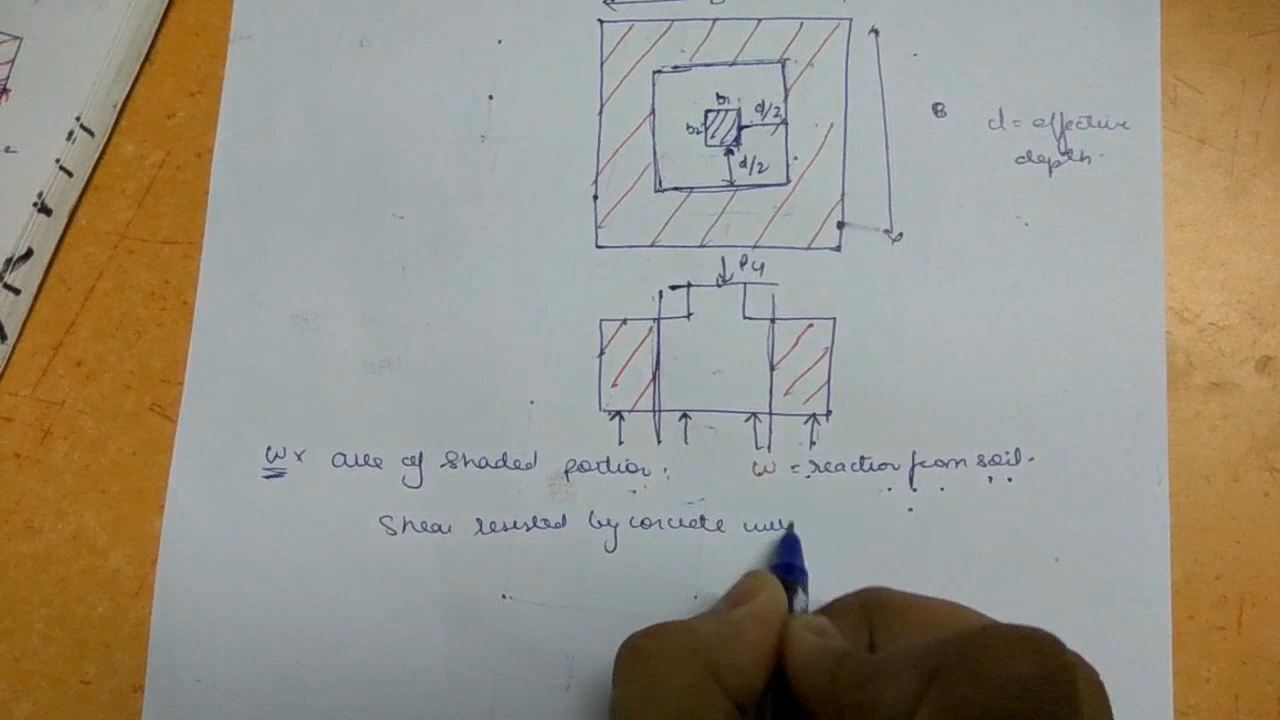 b1
d/2
b2
d/2
B
d = effective
depth.
Pu
w x area of shaded portion; w = reaction from soil.
Shear resisted by concrete